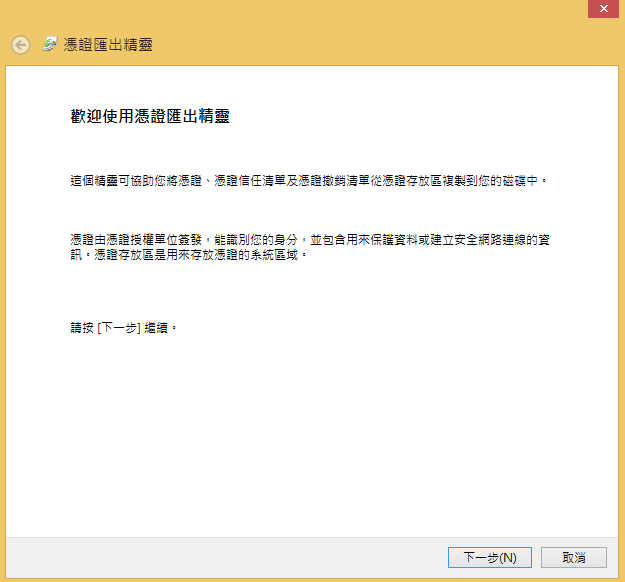 憑證匯出精靈
歡迎使用憑證匯出精靈
這個精靈可協助您將憑證、憑證信任清單及憑證撤銷清單從憑證存放區複製到您的磁碟中。
憑證由憑證授權單位簽發，能識別您的身分，並包含用來保護資料或建立安全網路連線的資
訊。憑證存放區是用來存放憑證的系統區域。
請按 [下一步] 繼續。
下一步(N)
取消